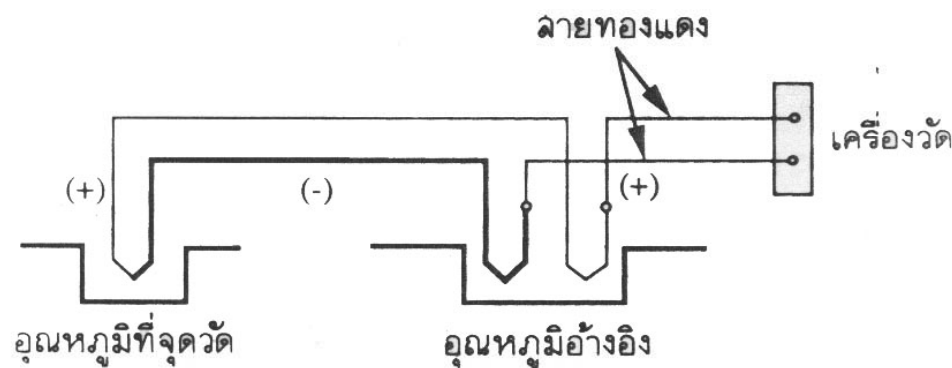 สายทองแดง
เครื่องวัด
(+)
(-)
(+)
อุณหภูมิที่จุดวัด
อุณหภูมิอ้างอิง